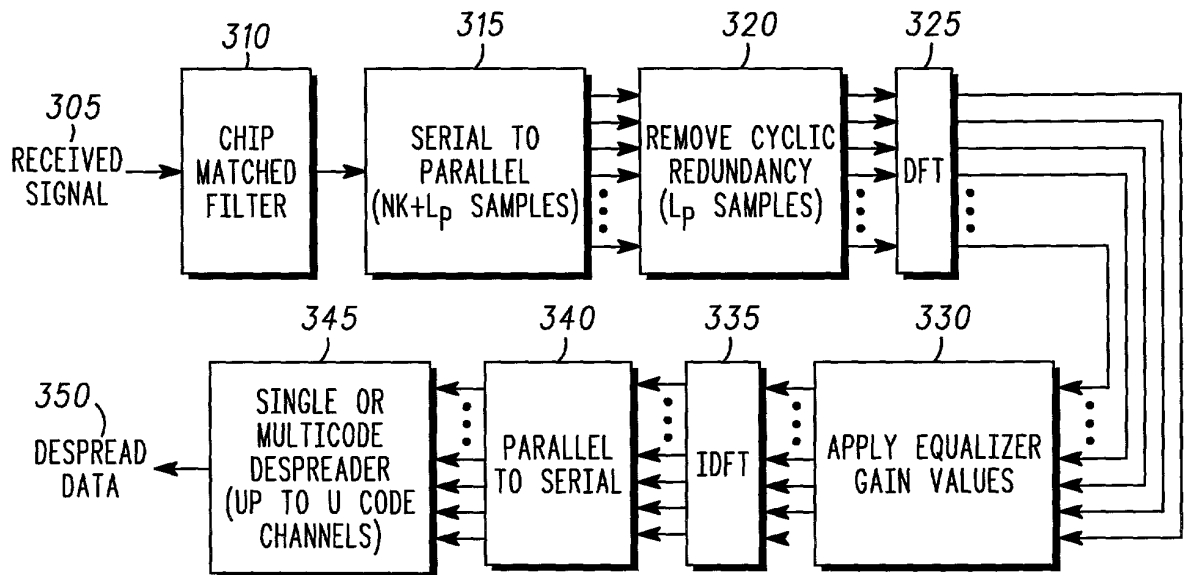 310
315
320
325
305
RECEIVED
SIGNAL
CHIP
MATCHED
FILTER
SERIAL TO
PARALLEL
(NK+Lp SAMPLES)
REMOVE CYCLIC
REDUNDANCY
(Lp SAMPLES)
DFT
345
340
335
330
350
DESPREAD
DATA
SINGLE OR
MULTICODE
DESPREADER
(UP TO U CODE
CHANNELS)
PARALLEL
TO SERIAL
IDFT
APPLY EQUALIZER
GAIN VALUES